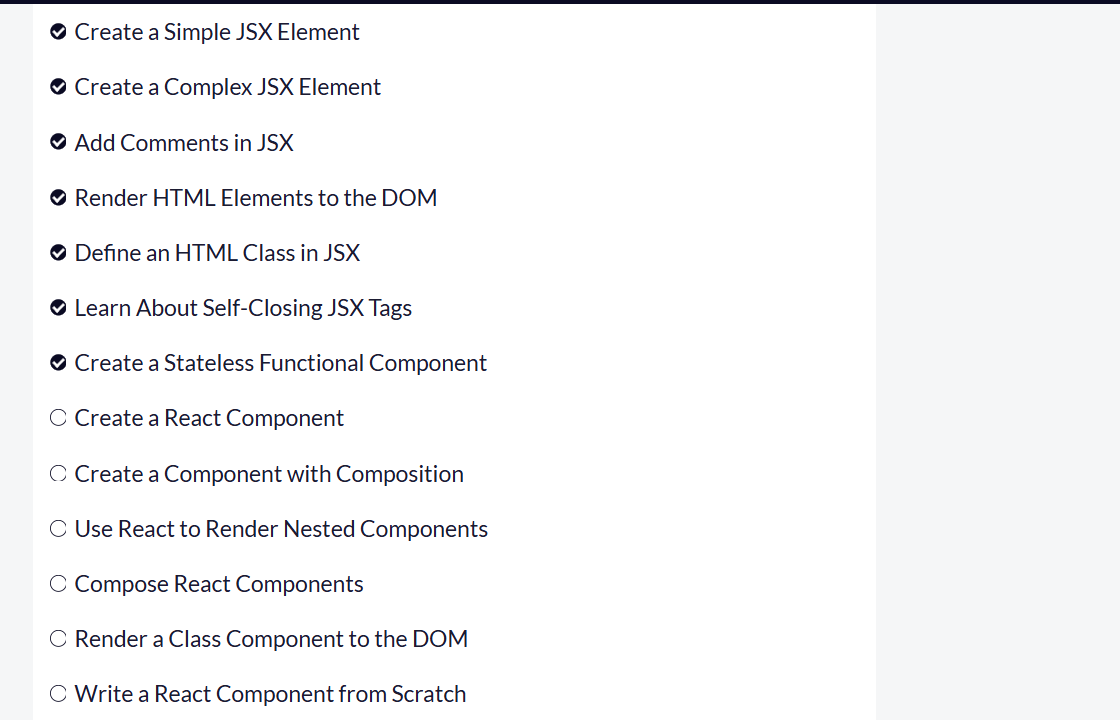 Create a Simple JSX Element
Create a Complex JSX Element
Add Comments in JSX
Render HTML Elements to the DOM
Define an HTML Class in JSX
Learn About Self-Closing JSX Tags
Create a Stateless Functional Component
Create a React Component
Create a Component with Composition
Use React to Render Nested Components
Compose React Components
Render a Class Component to the DOM
Write a React Component from Scratch